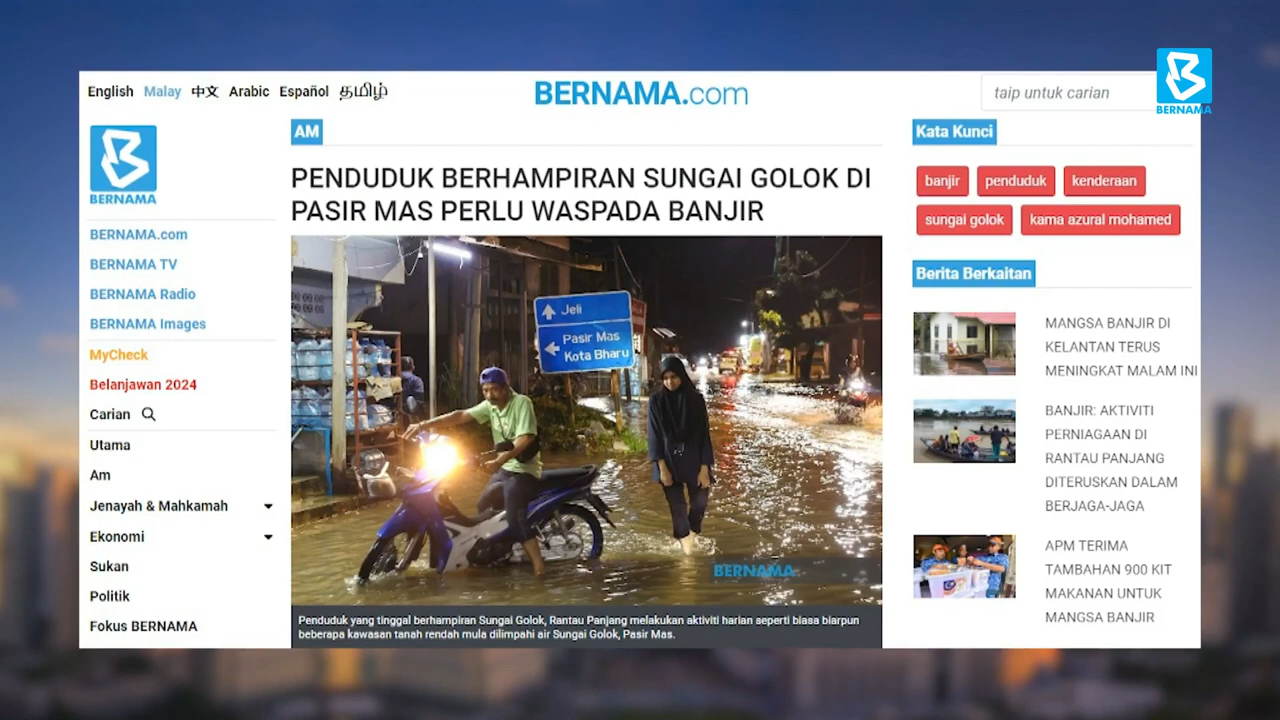 English Malay 中文 Arabic Español தமிழ்
BERNAMA.com
taip untuk carian
BERNAMA
BERNAMA
BERNAMA.com
BERNAMA TV
BERNAMA Radio
BERNAMA Images
MyCheck
Belanjawan 2024
Carian
Utama
Am
Jenayah & Mahkamah
Ekonomi
Sukan
Politik
Fokus BERNAMA
AM
PENDUDUK BERHAMPIRAN SUNGAI GOLOK DI
PASIR MAS PERLU WASPADA BANJIR
Jeli
Pasir Mas
Kota Bharu
BERNAMA
Penduduk yang tinggal berhampiran Sungai Golok, Rantau Panjang melakukan aktiviti harian seperti biasa biarpun
beberapa kawasan tanah rendah mula dilimpahi air Sungai Golok, Pasir Mas.
Kata Kunci
banjir penduduk kenderaan
sungai golok kama azural mohamed
Berita Berkaitan
MANGSA BANJIR DI
KELANTAN TERUS
MENINGKAT MALAM INI
BANJIR: AKTIVITI
PERNIAGAAN DI
RANTAU PANJANG
DITERUSKAN DALAM
BERJAGA-JAGA
APM TERIMA
TAMBAHAN 900 KIT
MAKANAN UNTUK
MANGSA BANJIR